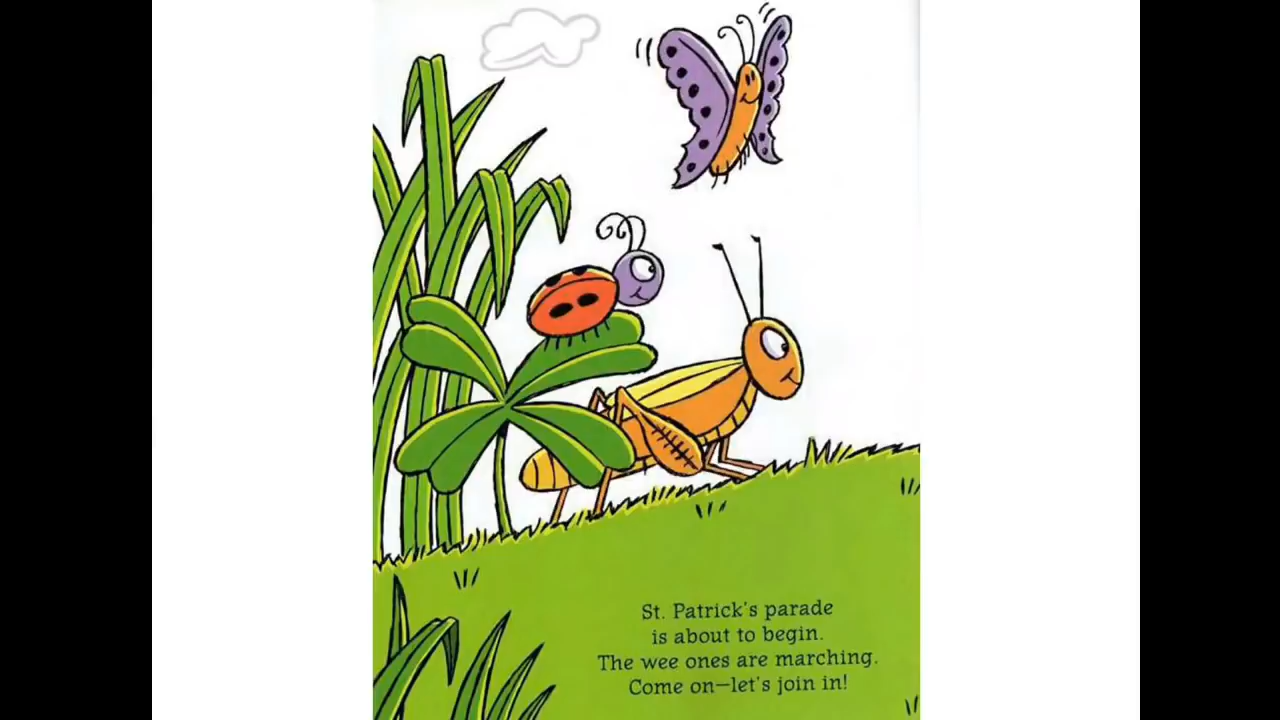 St. Patrick's parade
is about to begin.
The wee ones are marching.
Come on—let's join in!